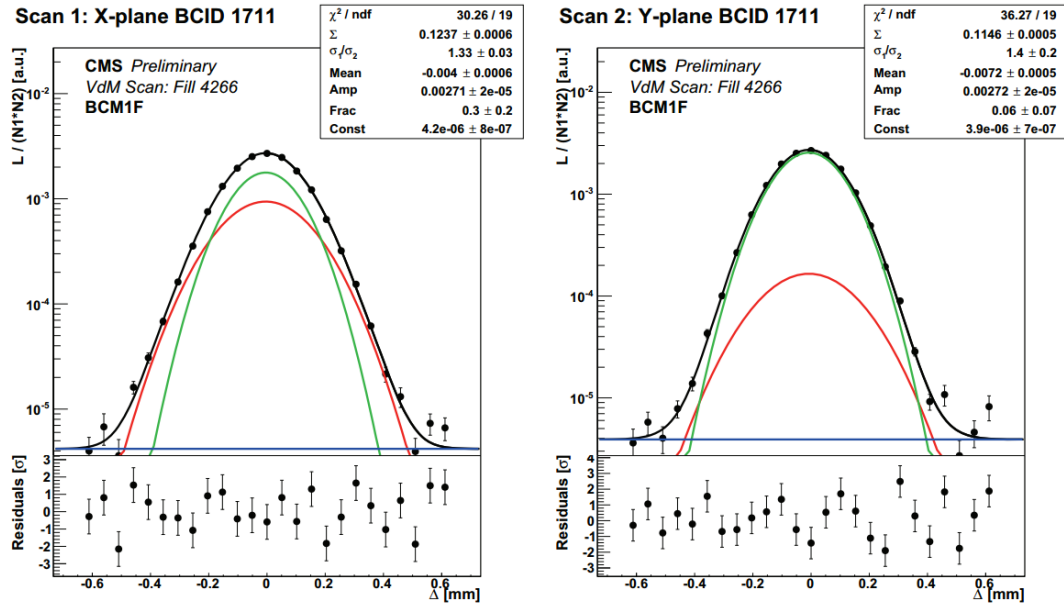 Scan 1: X-plane BCID 1711
χ² / ndf 30.26 / 19
Σ 0.1237 ± 0.0006
σ₁/σ₂ 1.33 ± 0.03
Mean -0.004 ± 0.0006
Amp 0.00271 ± 2e-05
Frac 0.3 ± 0.2
Const 4.2e-06 ± 8e-07
CMS Preliminary
VdM Scan: Fill 4266
BCM1F
L / (N1*N2) [a.u.]
10⁻²
10⁻³
10⁻⁴
10⁻⁵
Residuals [σ]
3
2
1
0
-1
-2
-3
-0.6 -0.4 -0.2 0 0.2 0.4 0.6
Δ [mm]
Scan 2: Y-plane BCID 1711
χ² / ndf 36.27 / 19
Σ 0.1146 ± 0.0005
σ₁/σ₂ 1.4 ± 0.2
Mean -0.0072 ± 0.0005
Amp 0.00272 ± 2e-05
Frac 0.06 ± 0.07
Const 3.9e-06 ± 7e-07
CMS Preliminary
VdM Scan: Fill 4266
BCM1F
L / (N1*N2) [a.u.]
10⁻²
10⁻³
10⁻⁴
10⁻⁵
Residuals [σ]
4
3
2
1
0
-1
-2
-3
-0.6 -0.4 -0.2 0 0.2 0.4 0.6
Δ [mm]